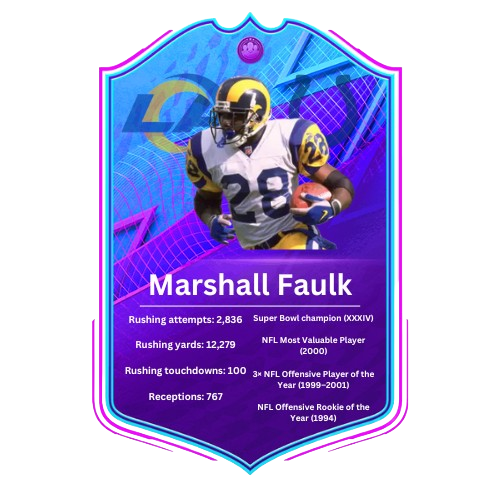 28
28
28
Marshall Faulk
Rushing attempts: 2,836
Rushing yards: 12,279
Rushing touchdowns: 100
Receptions: 767
Super Bowl champion (XXXIV)
NFL Most Valuable Player
(2000)
3× NFL Offensive Player of the
Year (1999–2001)
NFL Offensive Rookie of the
Year (1994)